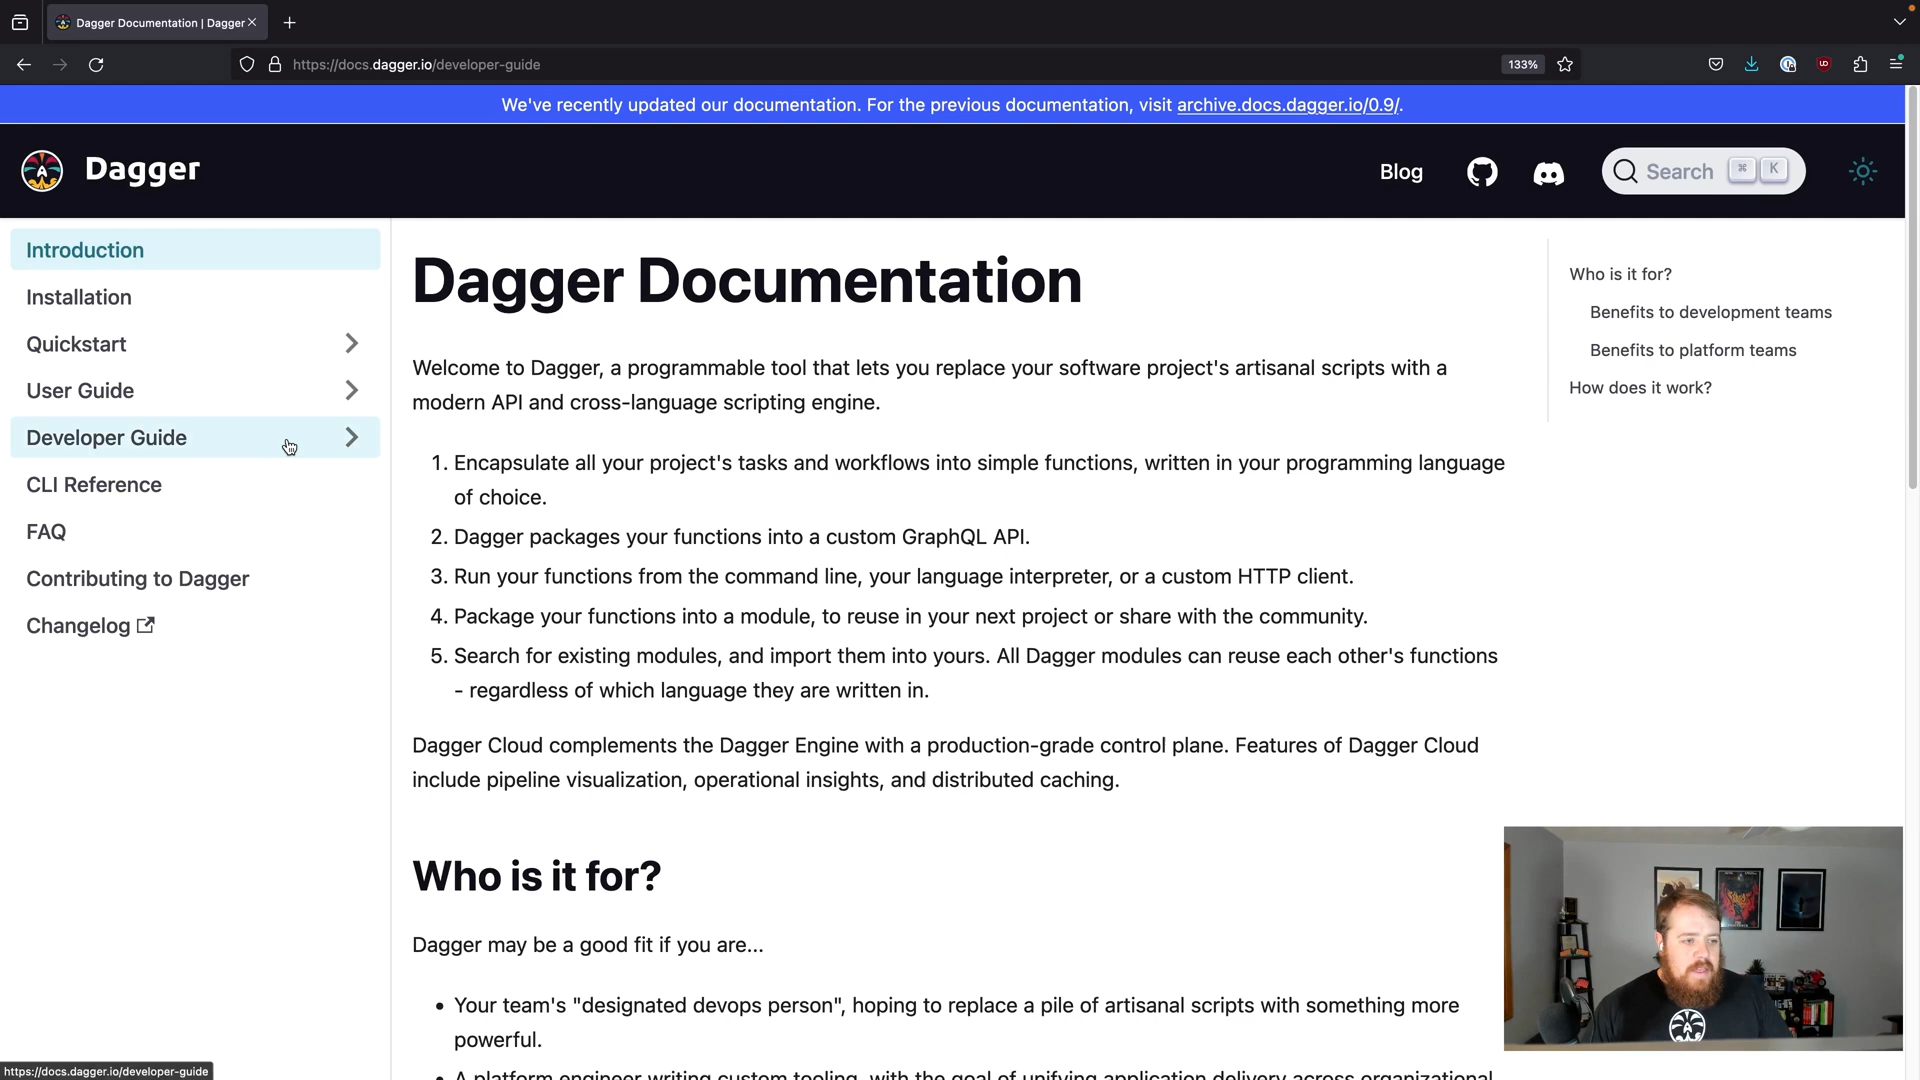 Dagger Documentation | Dagger
https://docs.dagger.io/developer-guide
133%
We've recently updated our documentation. For the previous documentation, visit archive.docs.dagger.io/0.9/.
Dagger
Blog
Search ⌘ K
Introduction
Installation
Quickstart
User Guide
Developer Guide
CLI Reference
FAQ
Contributing to Dagger
Changelog
Dagger Documentation
Welcome to Dagger, a programmable tool that lets you replace your software project's artisanal scripts with a
modern API and cross-language scripting engine.
1. Encapsulate all your project's tasks and workflows into simple functions, written in your programming language
of choice.
2. Dagger packages your functions into a custom GraphQL API.
3. Run your functions from the command line, your language interpreter, or a custom HTTP client.
4. Package your functions into a module, to reuse in your next project or share with the community.
5. Search for existing modules, and import them into yours. All Dagger modules can reuse each other's functions
- regardless of which language they are written in.
Dagger Cloud complements the Dagger Engine with a production-grade control plane. Features of Dagger Cloud
include pipeline visualization, operational insights, and distributed caching.
Who is it for?
Dagger may be a good fit if you are...
• Your team's "designated devops person", hoping to replace a pile of artisanal scripts with something more
powerful.
• A platform engineer writing custom tooling, with the goal of unifying application delivery across organizational
Who is it for?
Benefits to development teams
Benefits to platform teams
How does it work?
https://docs.dagger.io/developer-guide